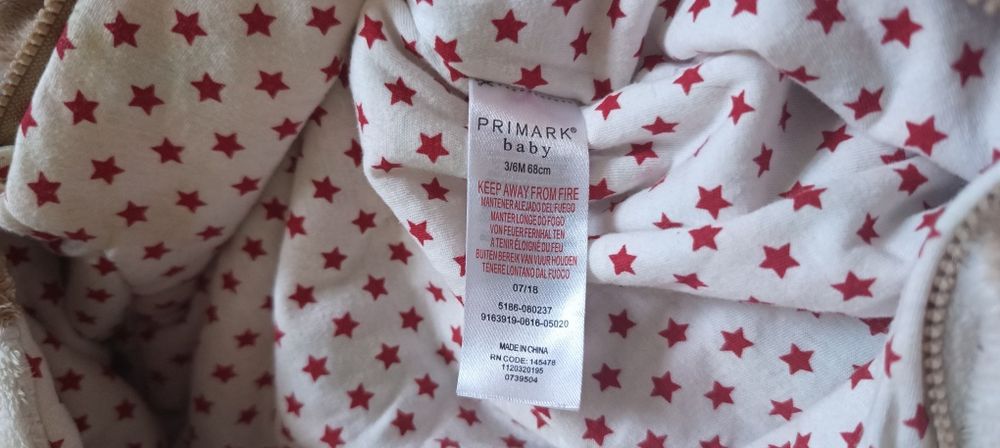 PRIMARK®
baby
3/6M 68cm
KEEP AWAY FROM FIRE
MANTENER ALEJADO DEL FUEGO
MANTER LONGE DO FOGO
VON FEUER FERNHALTEN
A TENIR ÉLOIGNÉ DU FEU
BUITEN BEREIK VAN VUUR HOUDEN
TENERE LONTANO DAL FUOCO
07/18
5166-060237
9163919-0616-05020
MADE IN CHINA
RN CODE: 145478
1120320195
0739504